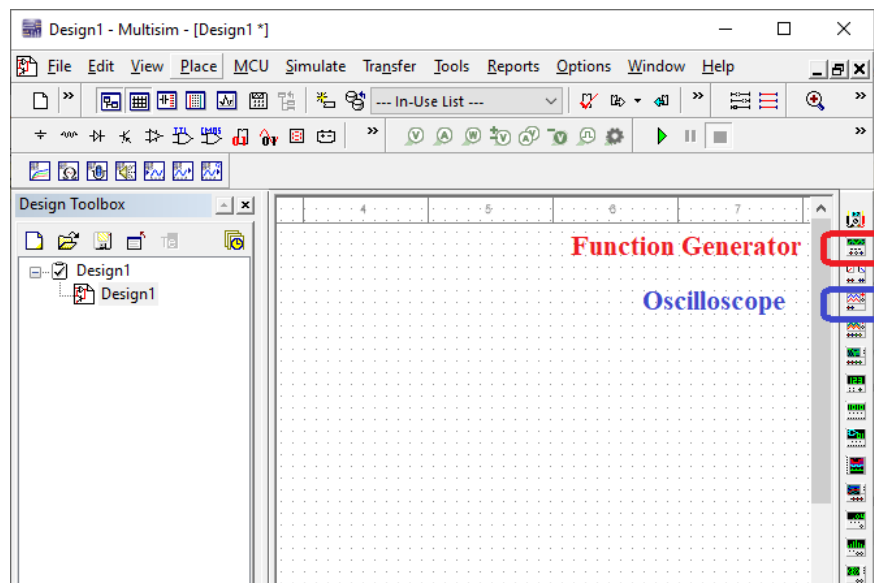 Design1 - Multisim - [Design1 *]
File Edit View Place MCU Simulate Transfer Tools Reports Options Window Help
--- In-Use List ---
Design Toolbox
4 5 6 7
Function Generator
Design1
Design1
Oscilloscope